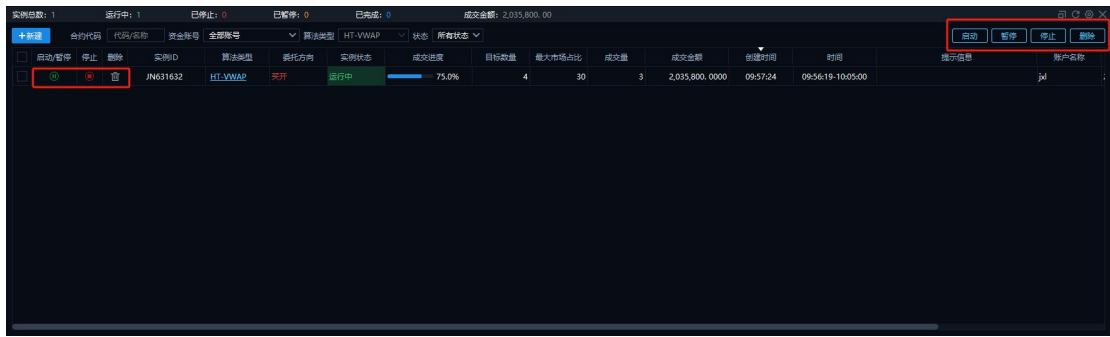 实例总数: 1 运行中: 1 已停止: 0 已暂停: 0 已完成: 0 成交金额: 2,035,800.00
+新建 合约代码 代码/名称 资金账号 全部账号 算法类型 HT-VWAP 状态 所有状态 启动 暂停 停止 删除
启动/暂停 停止 删除 实例ID 算法类型 委托方向 实例状态 成交进度 目标数量 最大市场占比 成交量 成交金额 创建时间 时间 提示信息 账户名称
JN631632 HT-VWAP 买开 运行中 75.0% 4 30 3 2,035,800.0000 09:57:24 09:56:19-10:05:00 jxl